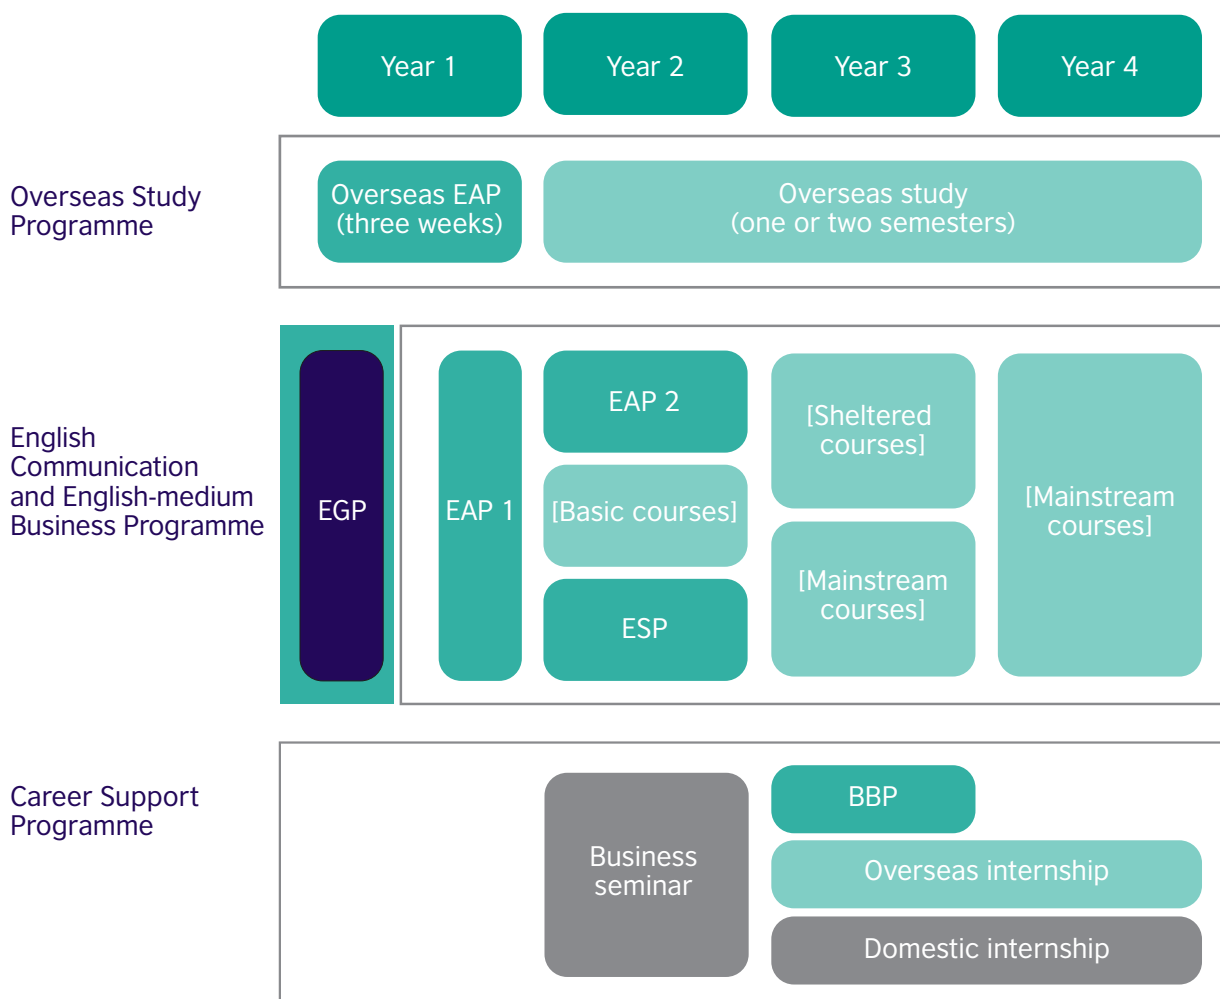 Year 1
Year 2
Year 3
Year 4
Overseas Study
Programme
Overseas EAP
(three weeks)
Overseas study
(one or two semesters)
English
Communication
and English-medium
Business Programme
EGP
EAP 1
EAP 2
[Basic courses]
ESP
[Sheltered
courses]
[Mainstream
courses]
[Mainstream
courses]
Career Support
Programme
Business
seminar
BBP
Overseas internship
Domestic internship